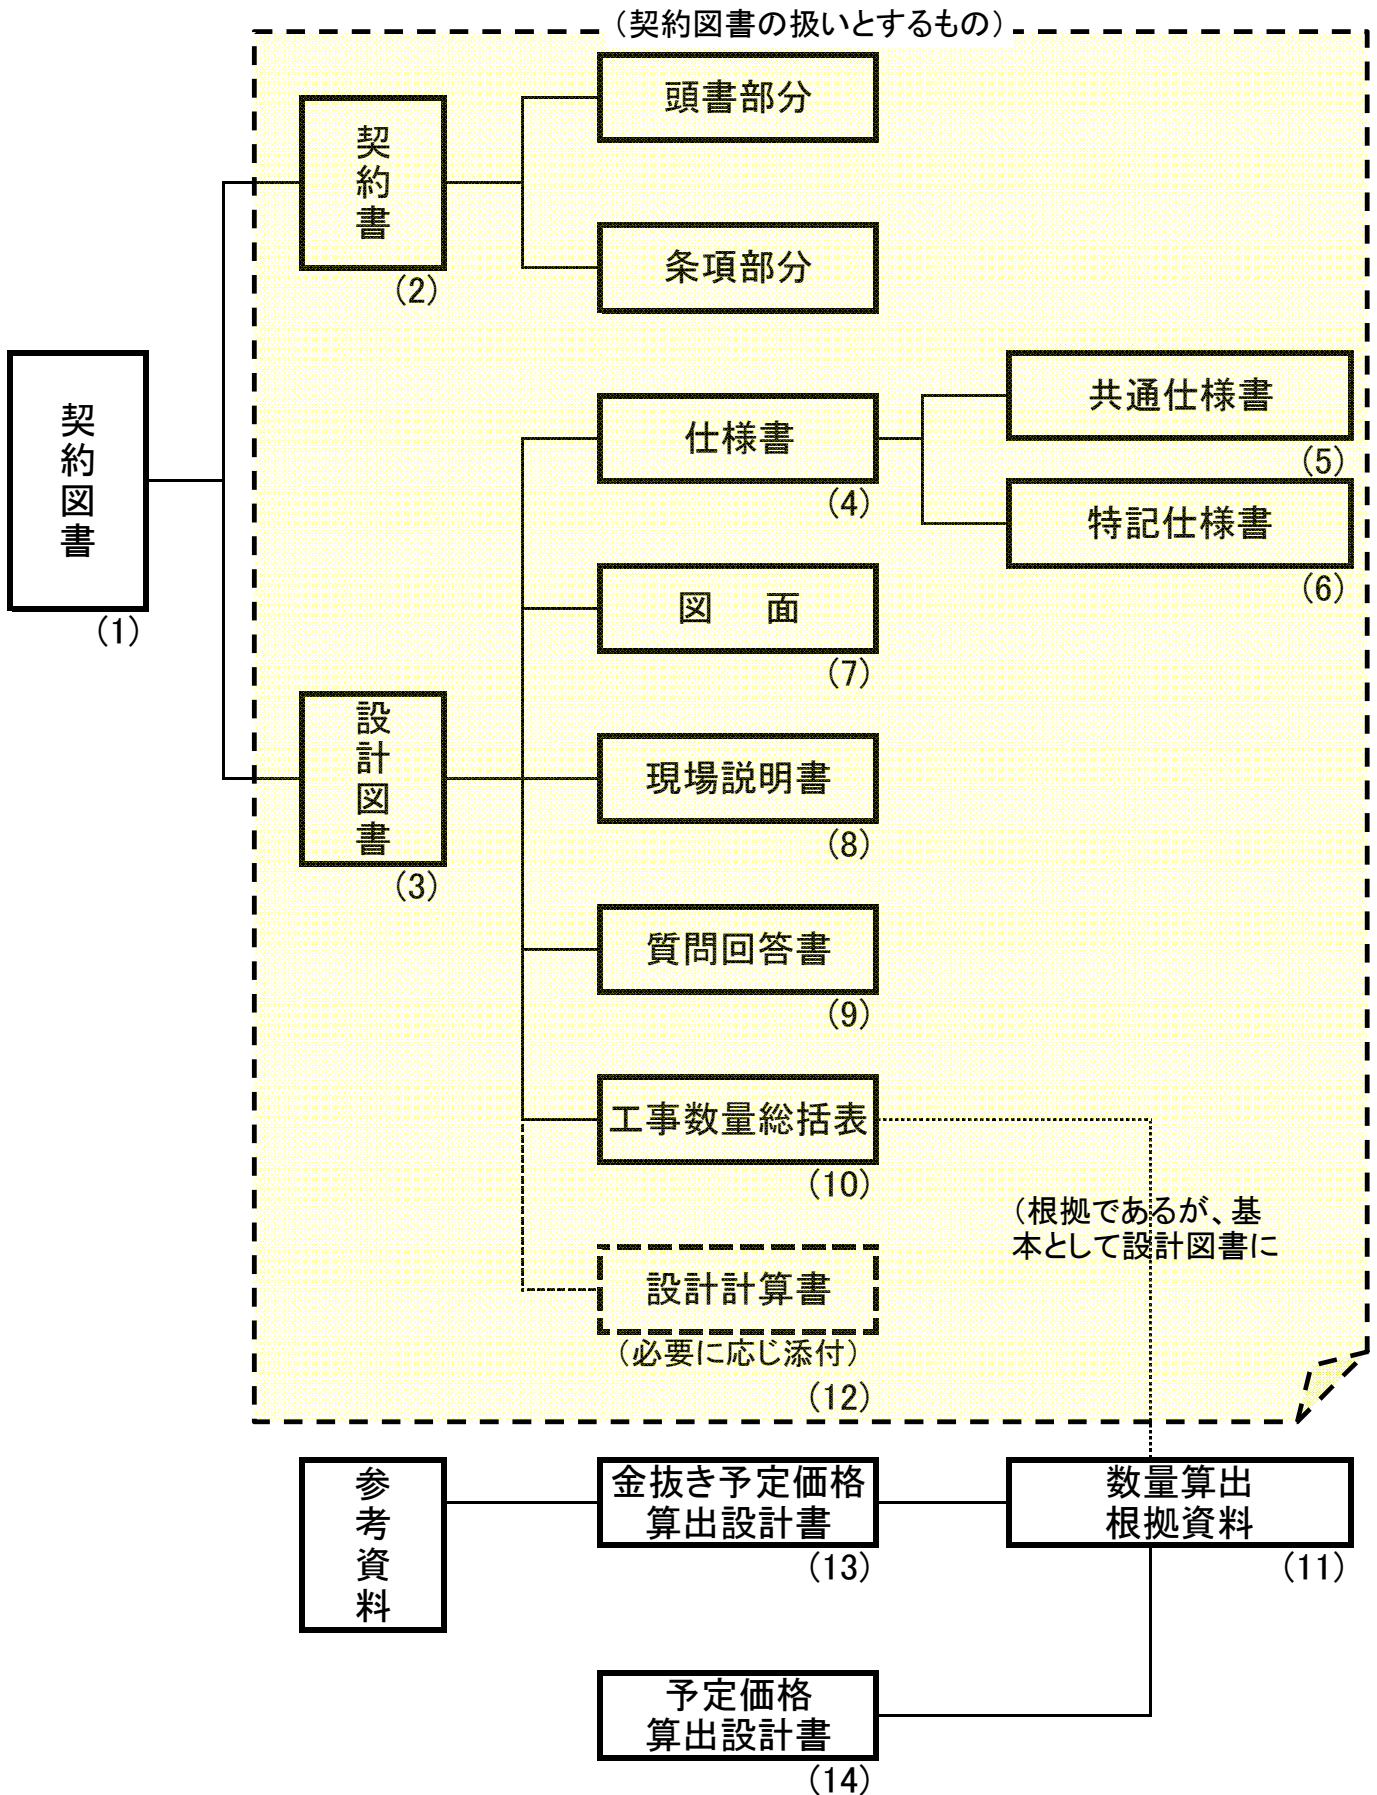 （契約図書の扱いとするもの）
頭書部分
契約書
(2)
条項部分
契約図書
(1)
共通仕様書
(5)
仕様書
(4)
特記仕様書
(6)
図　面
(7)
設計図書
(3)
現場説明書
(8)
質問回答書
(9)
工事数量総括表
(10)
（根拠であるが、基
本として設計図書に
設計計算書
（必要に応じ添付）
(12)
参考資料
金抜き予定価格
算出設計書
(13)
数量算出
根拠資料
(11)
予定価格
算出設計書
(14)